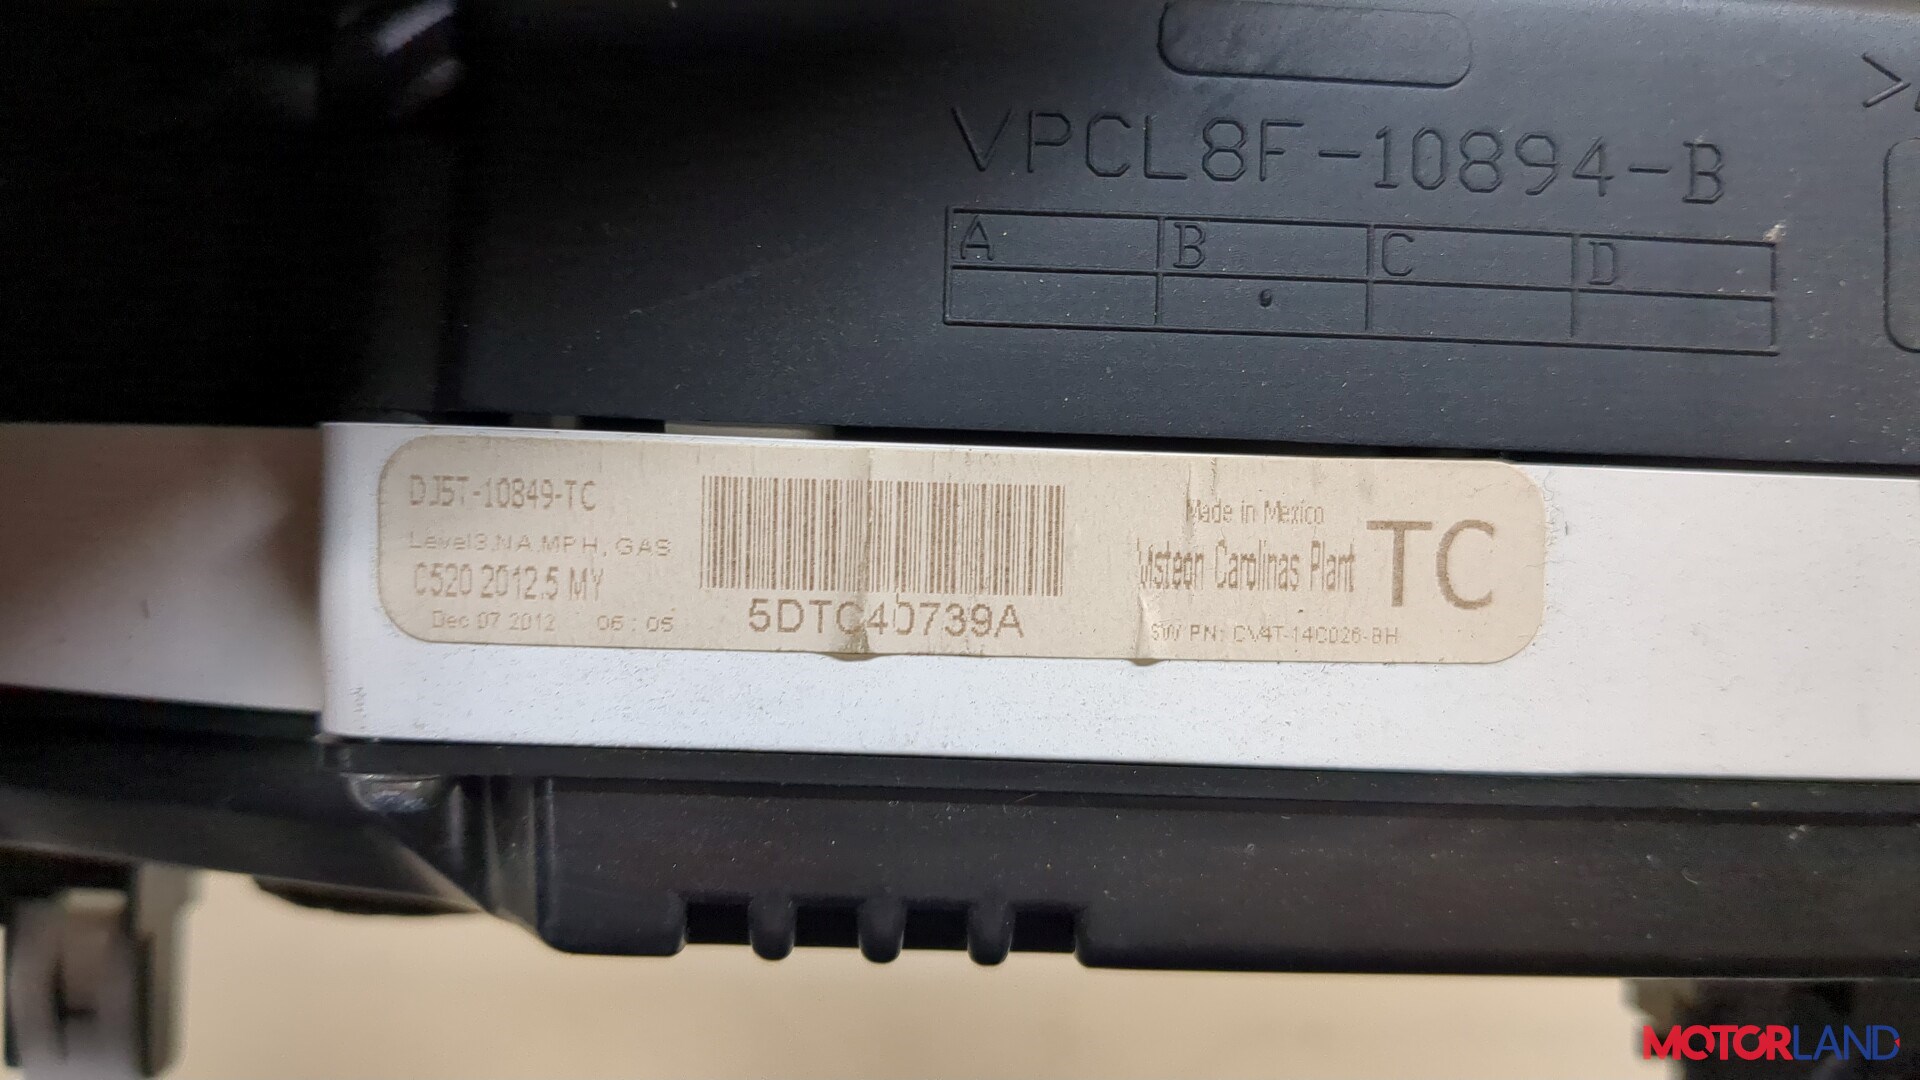 VPCL8F-10894-B
A B C D
DJ5T-10849-TC
Level3,NA,MPH,GAS
C520 2012.5 MY
Dec 07 2012 06:06
5DTC40739A
Made in Mexico
Visteon Carolinas Plant
TC
SW PN: CV4T-14C026-BH
MOTORLAND